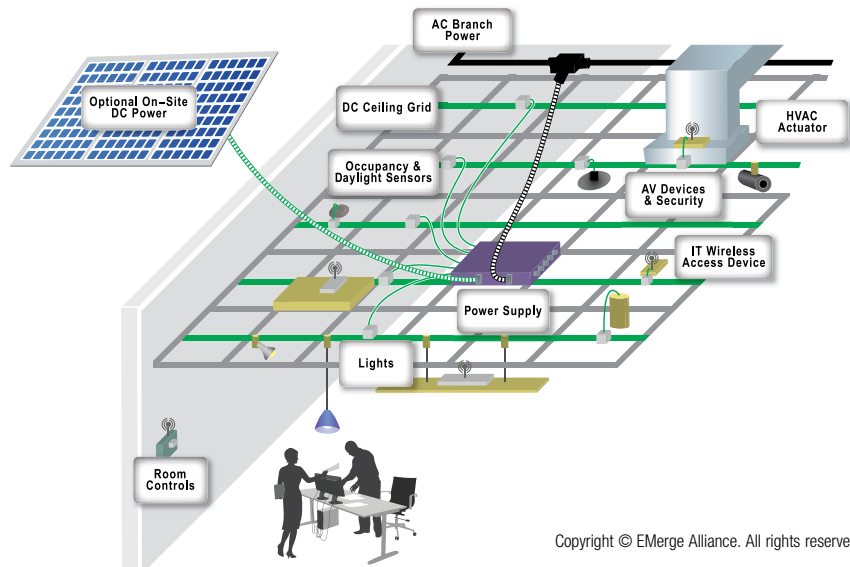 AC Branch
Power
Optional On–Site
DC Power
DC Ceiling Grid
HVAC
Actuator
Occupancy &
Daylight Sensors
AV Devices
& Security
IT Wireless
Access Device
Power Supply
Lights
Room
Controls
Copyright © EMerge Alliance. All rights reserve